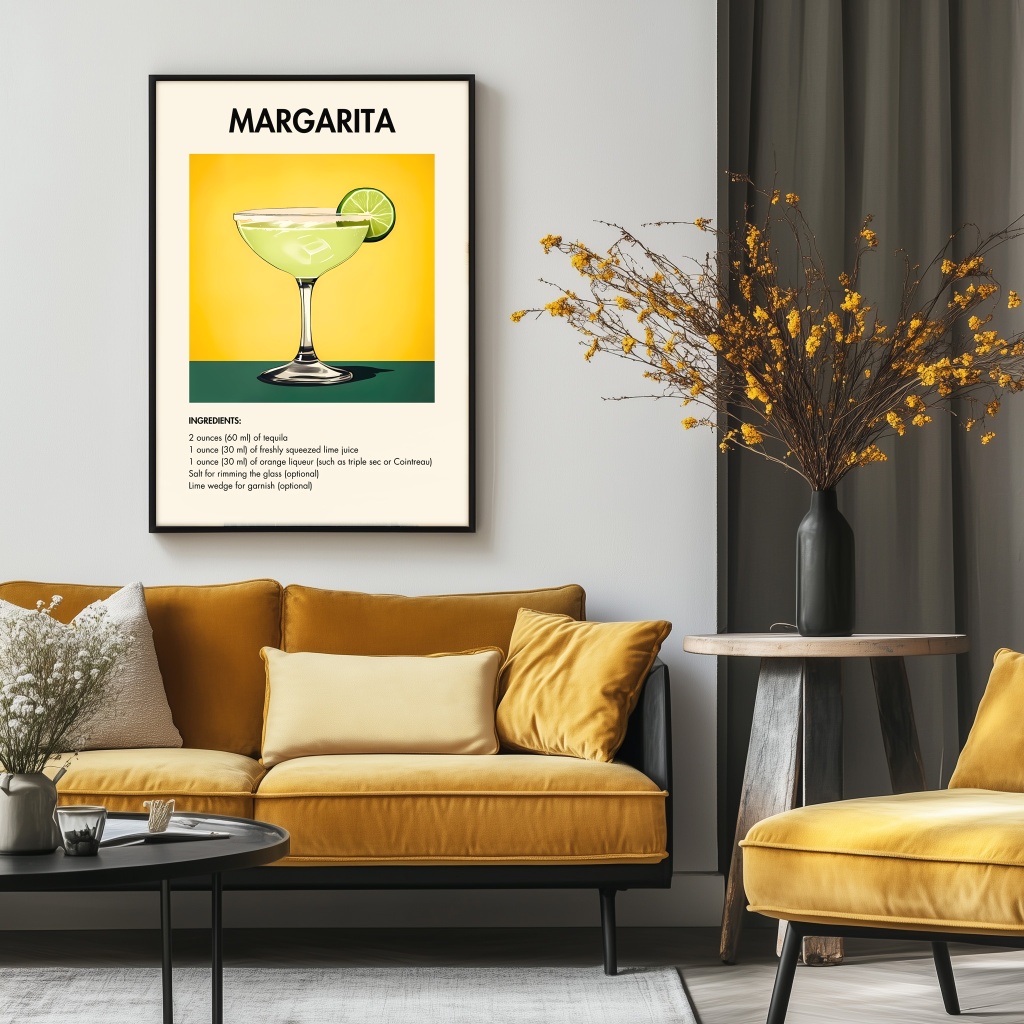 MARGARITA
INGREDIENTS:
2 ounces (60 ml) of tequila
1 ounce (30 ml) of freshly squeezed lime juice
1 ounce (30 ml) of orange liqueur (such as triple sec or Cointreau)
Salt for rimming the glass (optional)
Lime wedge for garnish (optional)